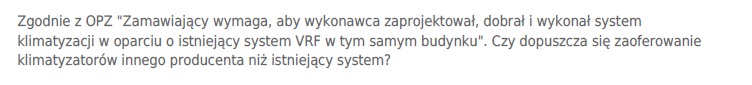 Zgodnie z OPZ "Zamawiający wymaga, aby wykonawca zaprojektował, dobrał i wykonał system
klimatyzacji w oparciu o istniejący system VRF w tym samym budynku". Czy dopuszcza się zaoferowanie
klimatyzatorów innego producenta niż istniejący system?